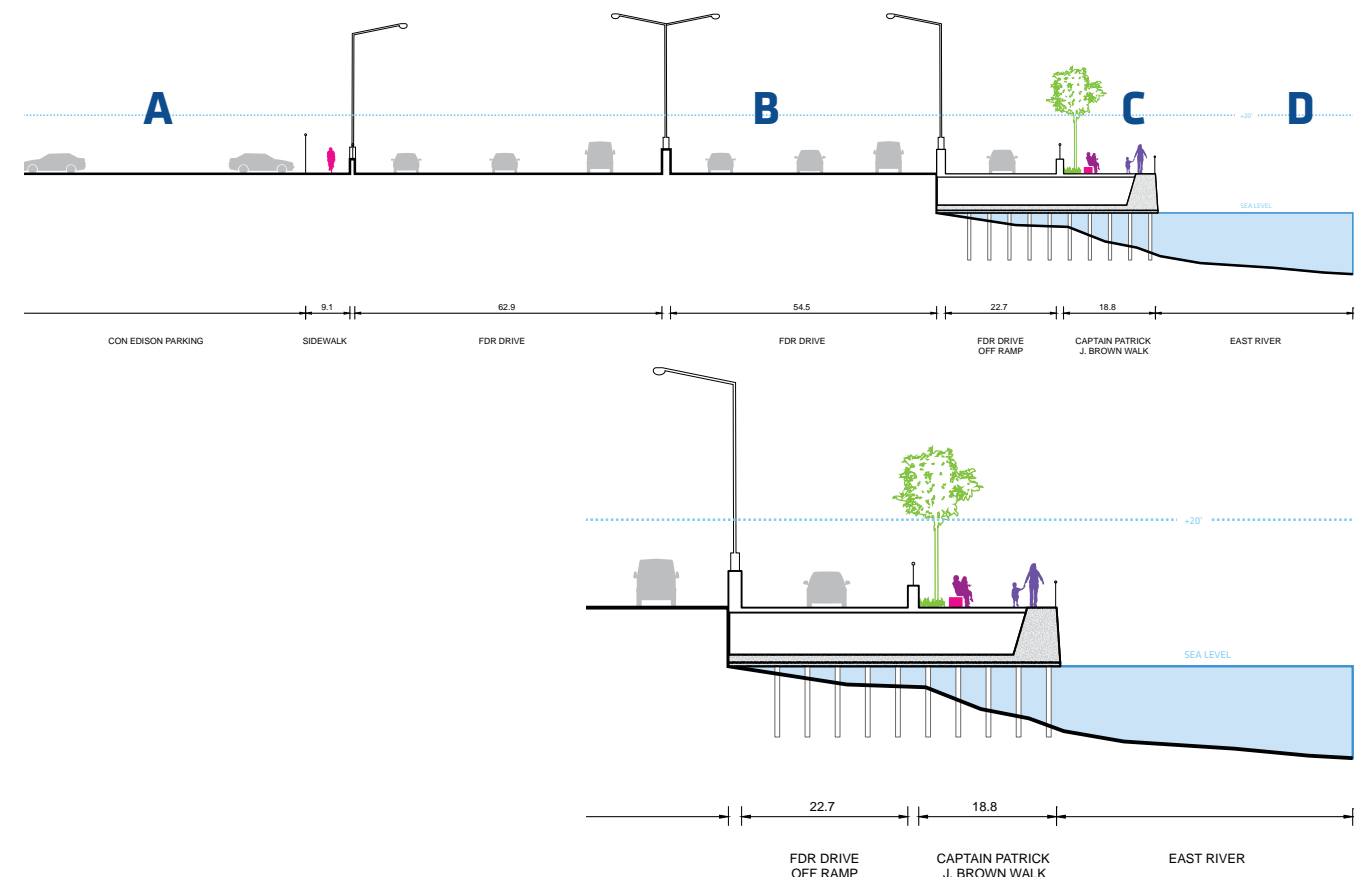 A
B
C
D
+20'
SEA LEVEL
9.1
62.9
54.5
22.7
18.8
CON EDISON PARKING
SIDEWALK
FDR DRIVE
FDR DRIVE
FDR DRIVE
OFF RAMP
CAPTAIN PATRICK
J. BROWN WALK
EAST RIVER
+20'
SEA LEVEL
22.7
18.8
FDR DRIVE
OFF RAMP
CAPTAIN PATRICK
J. BROWN WALK
EAST RIVER